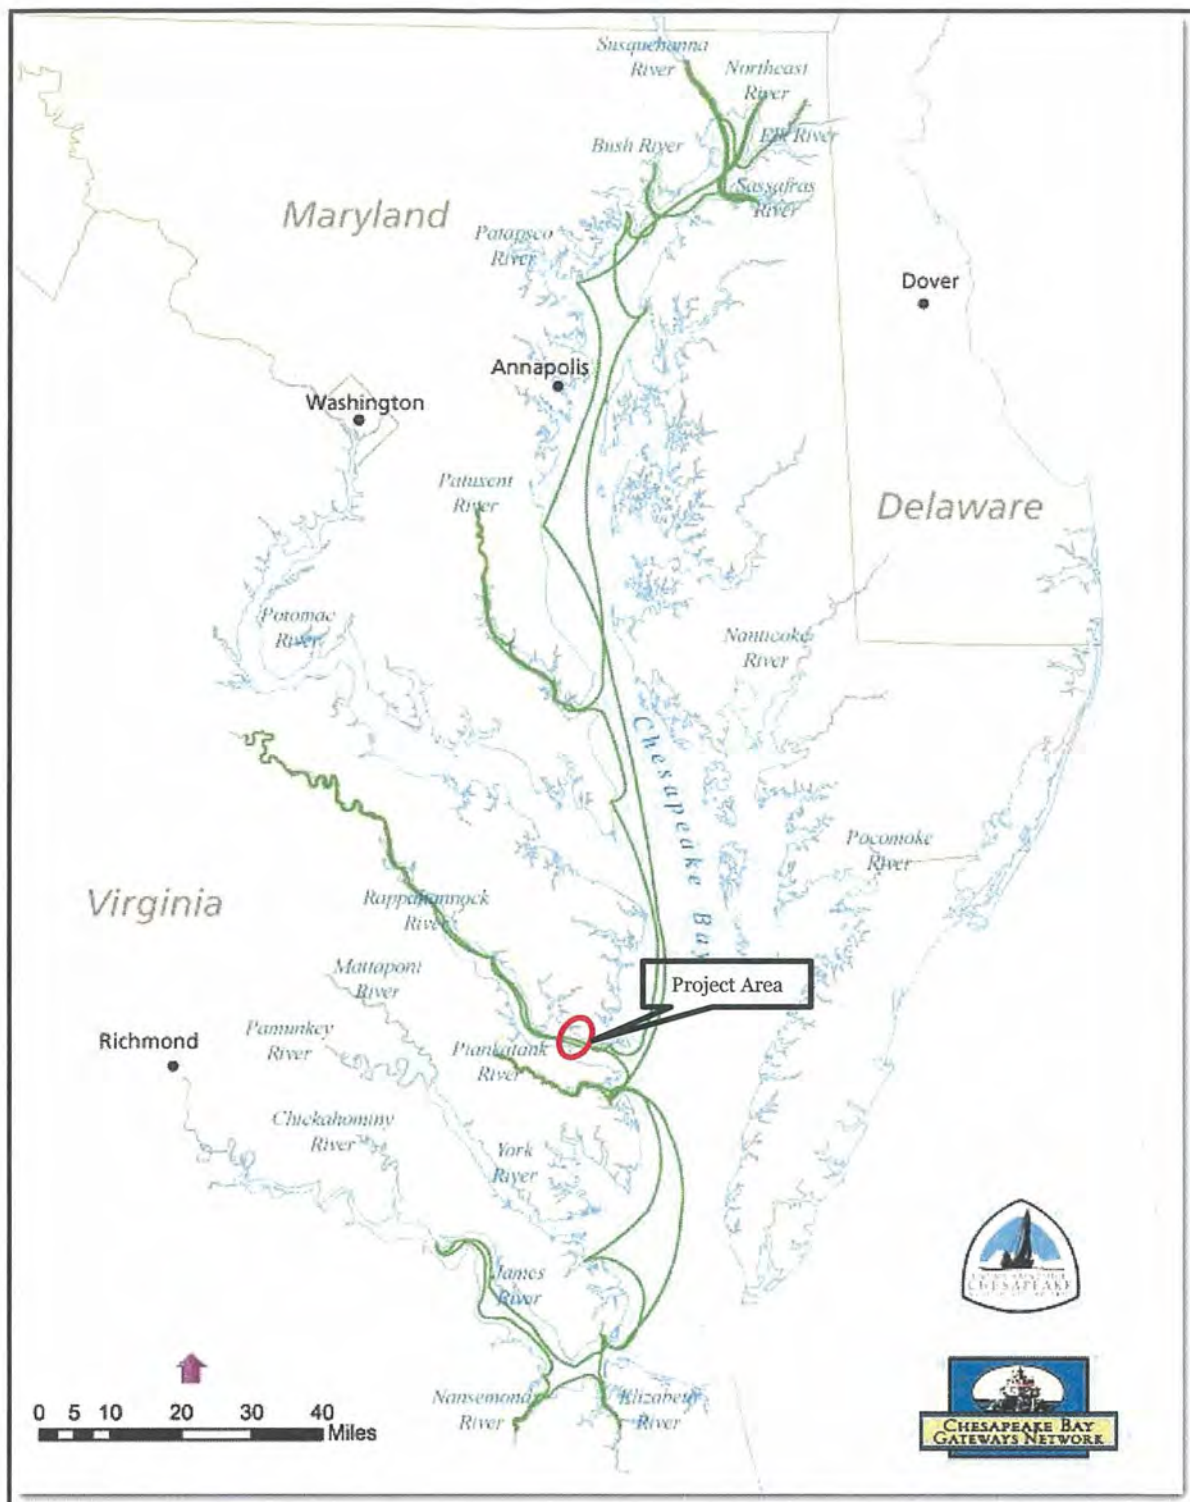 Susquehanna
River
Northeast
River
Elk River
Bush River
Sassafras
River
Maryland
Patapsco
River
Dover
Annapolis
Washington
Patuxent
River
Delaware
Potomac
River
Nanticoke
River
Chesapeake Bay
Pocomoke
River
Virginia
Rappahannock
River
Mattaponi
River
Project Area
Pamunkey
River
Richmond
Piankatank
River
Chickahominy
River
York
River
James
River
CHESAPEAKE
Nansemond
River
Elizabeth
River
0 5 10 20 30 40
Miles
CHESAPEAKE BAY
GATEWAYS NETWORK